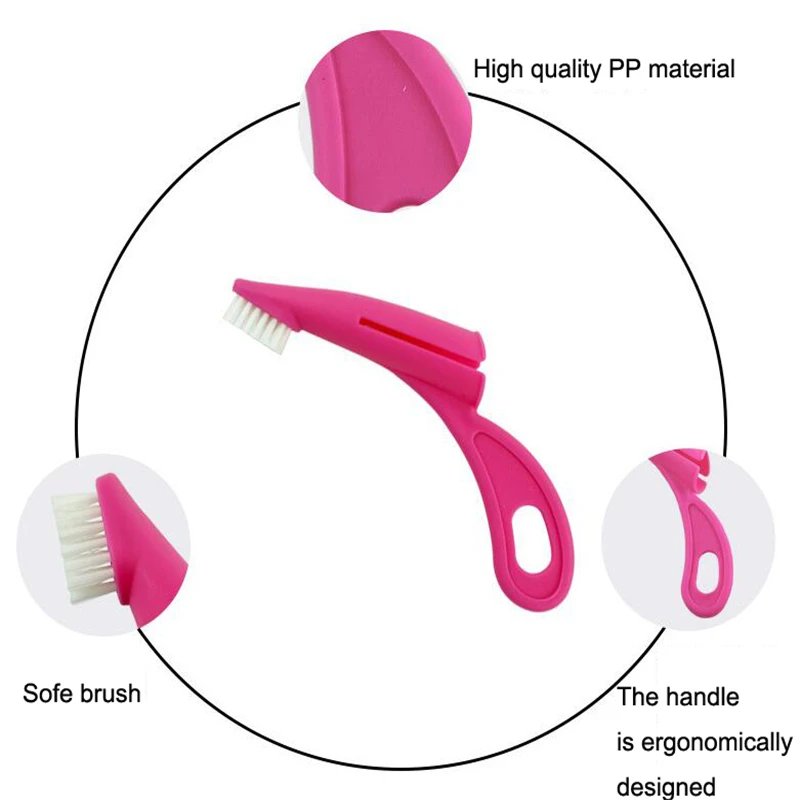 High quality PP material
Sofe brush
The handle
is ergonomically
designed